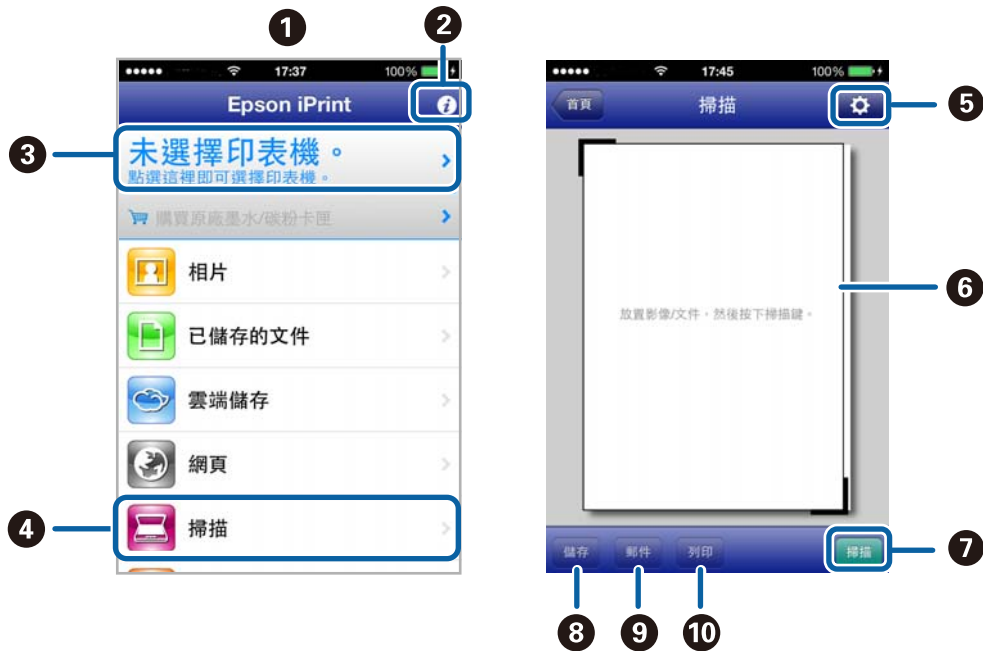 1
2
17:37
100%
Epson iPrint
3
未選擇印表機。
點選這裡即可選擇印表機。
購買原廠墨水/碳粉卡匣
相片
已儲存的文件
雲端儲存
網頁
4
掃描
17:45
100%
首頁
掃描
5
6
放置影像/文件，然後按下掃描鍵。
儲存
郵件
列印
掃描
7
8
9
10